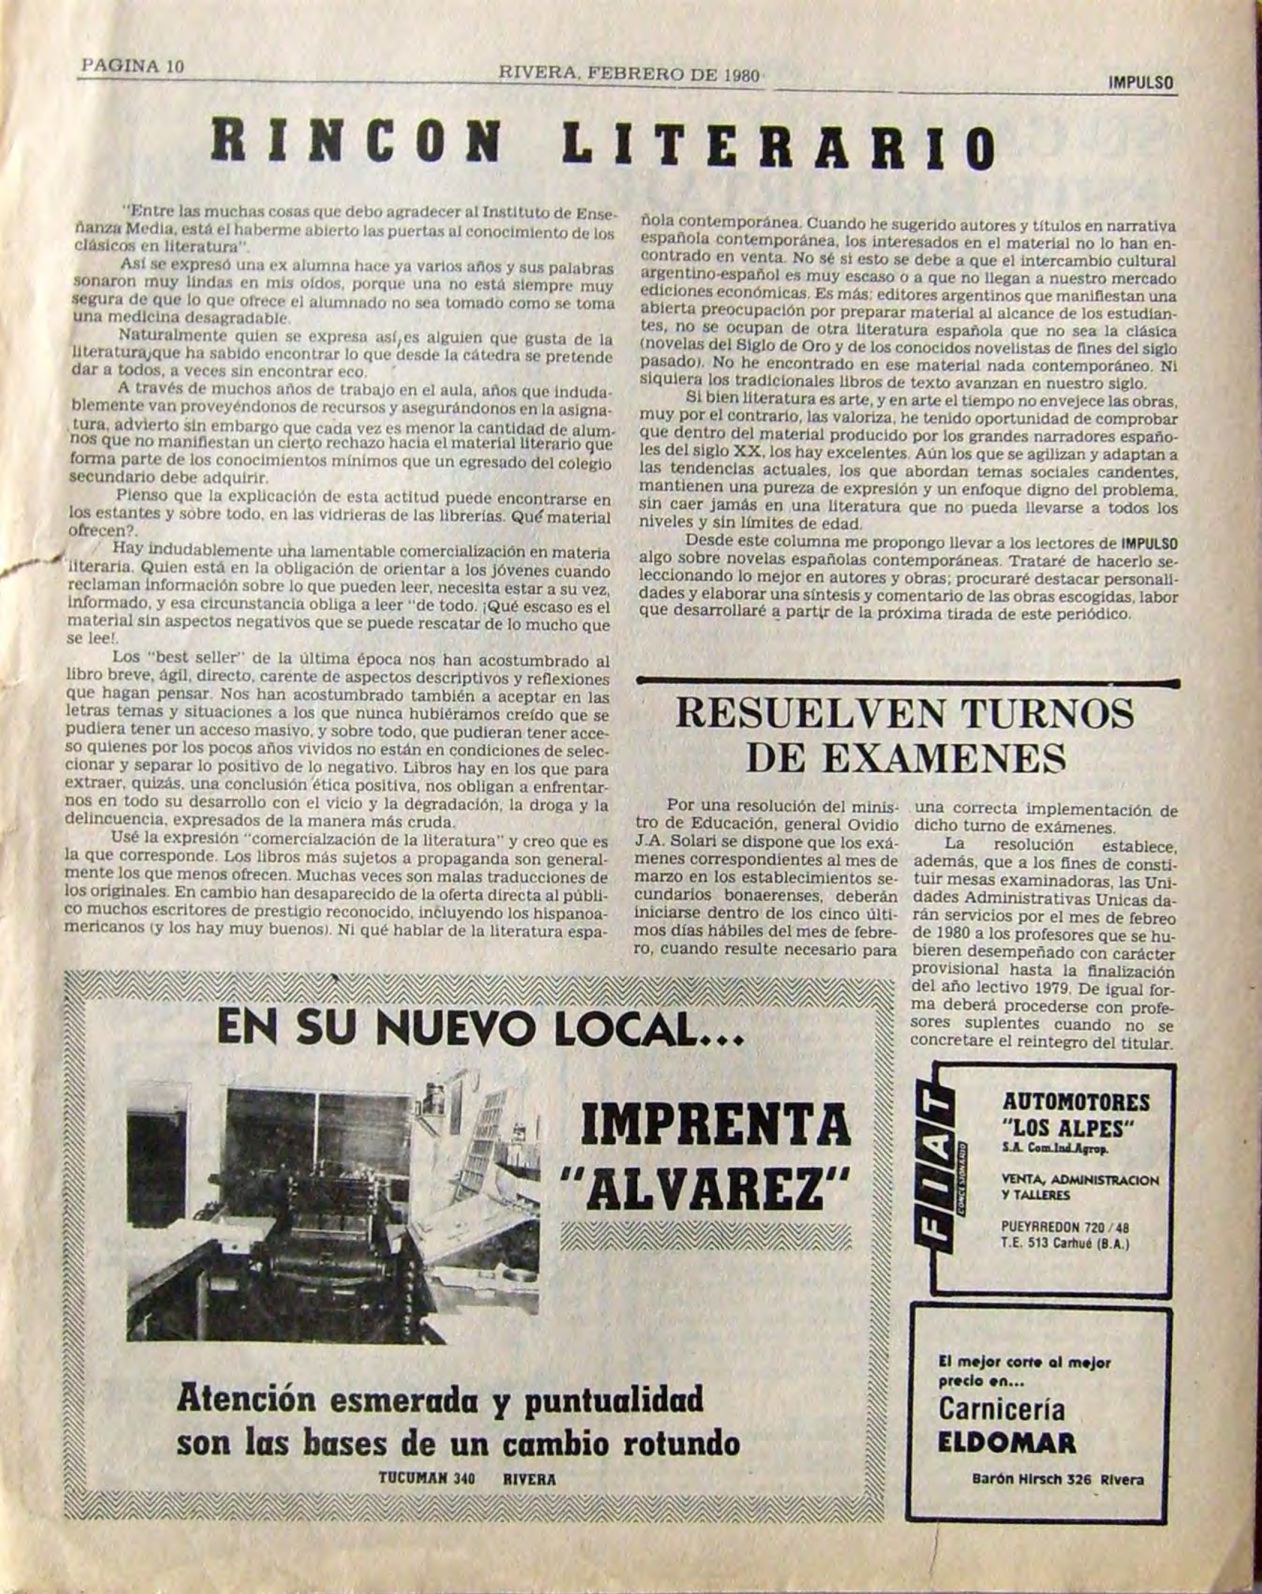 PAGINA 10
RIVERA, FEBRERO DE 1980
IMPULSO
RINCON LITERARIO
"Entre las muchas cosas que debo agradecer al Instituto de Ense-
ñanza Media, está el haberme abierto las puertas al conocimiento de los
clásicos en literatura".
Así se expresó una ex alumna hace ya varios años y sus palabras
sonaron muy lindas en mis oídos, porque una no está siempre muy
segura de que lo que ofrece el alumnado no sea tomado como se toma
una medicina desagradable.
Naturalmente quien se expresa así, es alguien que gusta de la
literatura, que ha sabido encontrar lo que desde la cátedra se pretende
dar a todos, a veces sin encontrar eco.
A través de muchos años de trabajo en el aula, años que induda-
blemente van proveyéndonos de recursos y asegurándonos en la asigna-
tura, advierto sin embargo que cada vez es menor la cantidad de alum-
nos que no manifiestan un cierto rechazo hacia el material literario que
forma parte de los conocimientos mínimos que un egresado del colegio
secundario debe adquirir.
Pienso que la explicación de esta actitud puede encontrarse en
los estantes y sobre todo, en las vidrieras de las librerías. Qué material
ofrecen?.
Hay indudablemente una lamentable comercialización en materia
literaria. Quien está en la obligación de orientar a los jóvenes cuando
reclaman información sobre lo que pueden leer, necesita estar a su vez,
informado, y esa circunstancia obliga a leer "de todo. ¡Qué escaso es el
material sin aspectos negativos que se puede rescatar de lo mucho que
se lee!.
Los "best seller" de la última época nos han acostumbrado al
libro breve, ágil, directo, carente de aspectos descriptivos y reflexiones
que hagan pensar. Nos han acostumbrado también a aceptar en las
letras temas y situaciones a los que nunca hubiéramos creído que se
pudiera tener un acceso masivo, y sobre todo, que pudieran tener acce-
so quienes por los pocos años vividos no están en condiciones de selec-
cionar y separar lo positivo de lo negativo. Libros hay en los que para
extraer, quizás, una conclusión ética positiva, nos obligan a enfrentar-
nos en todo su desarrollo con el vicio y la degradación, la droga y la
delincuencia, expresados de la manera más cruda.
Usé la expresión "comercialzación de la literatura" y creo que es
la que corresponde. Los libros más sujetos a propaganda son general-
mente los que menos ofrecen. Muchas veces son malas traducciones de
los originales. En cambio han desaparecido de la oferta directa al públi-
co muchos escritores de prestigio reconocido, incluyendo los hispanoa-
mericanos (y los hay muy buenos). Ni qué hablar de la literatura espa-
ñola contemporánea. Cuando he sugerido autores y títulos en narrativa
española contemporánea, los interesados en el material no lo han en-
contrado en venta. No sé si esto se debe a que el intercambio cultural
argentino-español es muy escaso o a que no llegan a nuestro mercado
ediciones económicas. Es más; editores argentinos que manifiestan una
abierta preocupación por preparar material al alcance de los estudian-
tes, no se ocupan de otra literatura española que no sea la clásica
(novelas del Siglo de Oro y de los conocidos novelistas de fines del siglo
pasado). No he encontrado en ese material nada contemporáneo. Ni
siquiera los tradicionales libros de texto avanzan en nuestro siglo.
Si bien literatura es arte, y en arte el tiempo no envejece las obras,
muy por el contrario, las valoriza, he tenido oportunidad de comprobar
que dentro del material producido por los grandes narradores españo-
les del siglo XX, los hay excelentes. Aún los que se agilizan y adaptan a
las tendencias actuales, los que abordan temas sociales candentes,
mantienen una pureza de expresión y un enfoque digno del problema,
sin caer jamás en una literatura que no pueda llevarse a todos los
niveles y sin límites de edad.
Desde este columna me propongo llevar a los lectores de IMPULSO
algo sobre novelas españolas contemporáneas. Trataré de hacerlo se-
leccionando lo mejor en autores y obras; procuraré destacar personali-
dades y elaborar una síntesis y comentario de las obras escogidas, labor
que desarrollaré a partir de la próxima tirada de este periódico.
RESUELVEN TURNOS
DE EXAMENES
Por una resolución del minis-
tro de Educación, general Ovidio
J.A. Solari se dispone que los exá-
menes correspondientes al mes de
marzo en los establecimientos se-
cundarios bonaerenses, deberán
iniciarse dentro de los cinco últi-
mos días hábiles del mes de febre-
ro, cuando resulte necesario para
una correcta implementación de
dicho turno de exámenes.
La resolución establece,
además, que a los fines de consti-
tuir mesas examinadoras, las Uni-
dades Administrativas Unicas da-
rán servicios por el mes de febreo
de 1980 a los profesores que se hu-
bieren desempeñado con carácter
provisional hasta la finalización
del año lectivo 1979. De igual for-
ma deberá procederse con profe-
sores suplentes cuando no se
concretare el reintegro del titular.
EN SU NUEVO LOCAL...
IMPRENTA
"ALVAREZ"
Atención esmerada y puntualidad
son las bases de un cambio rotundo
TUCUMAN 340 RIVERA
FIAT
CONCESIONARIO
AUTOMOTORES
"LOS ALPES"
S.A. Com.Ind.Agrop.
VENTA, ADMINISTRACION
Y TALLERES
PUEYRREDON 720/48
T.E. 513 Carhué (B.A.)
El mejor corte al mejor
precio en...
Carnicería
ELDOMAR
Barón Hirsch 326 Rivera